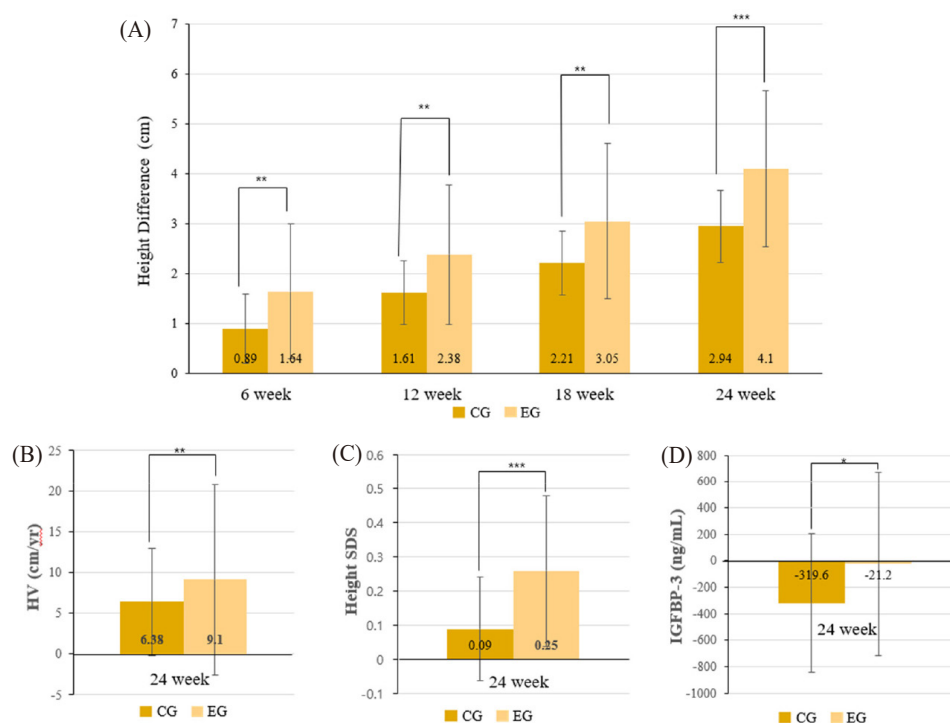 (A)
Height Difference (cm)
7
6
5
4
3
2
1
0
**
**
**
***
0.89 1.64 1.61 2.38 2.21 3.05 2.94 4.1
6 week 12 week 18 week 24 week
CG EG
(B)
HV (cm/yr)
25
20
15
10
5
0
-5
**
6.38 9.1
24 week
CG EG
(C)
Height SDS
0.6
0.5
0.4
0.3
0.2
0.1
0
-0.1
***
0.09 0.25
24 week
CG EG
(D)
IGFBP-3 (ng/mL)
800
600
400
200
0
-200
-400
-600
-800
-1000
*
-319.6 -21.2
24 week
CG EG